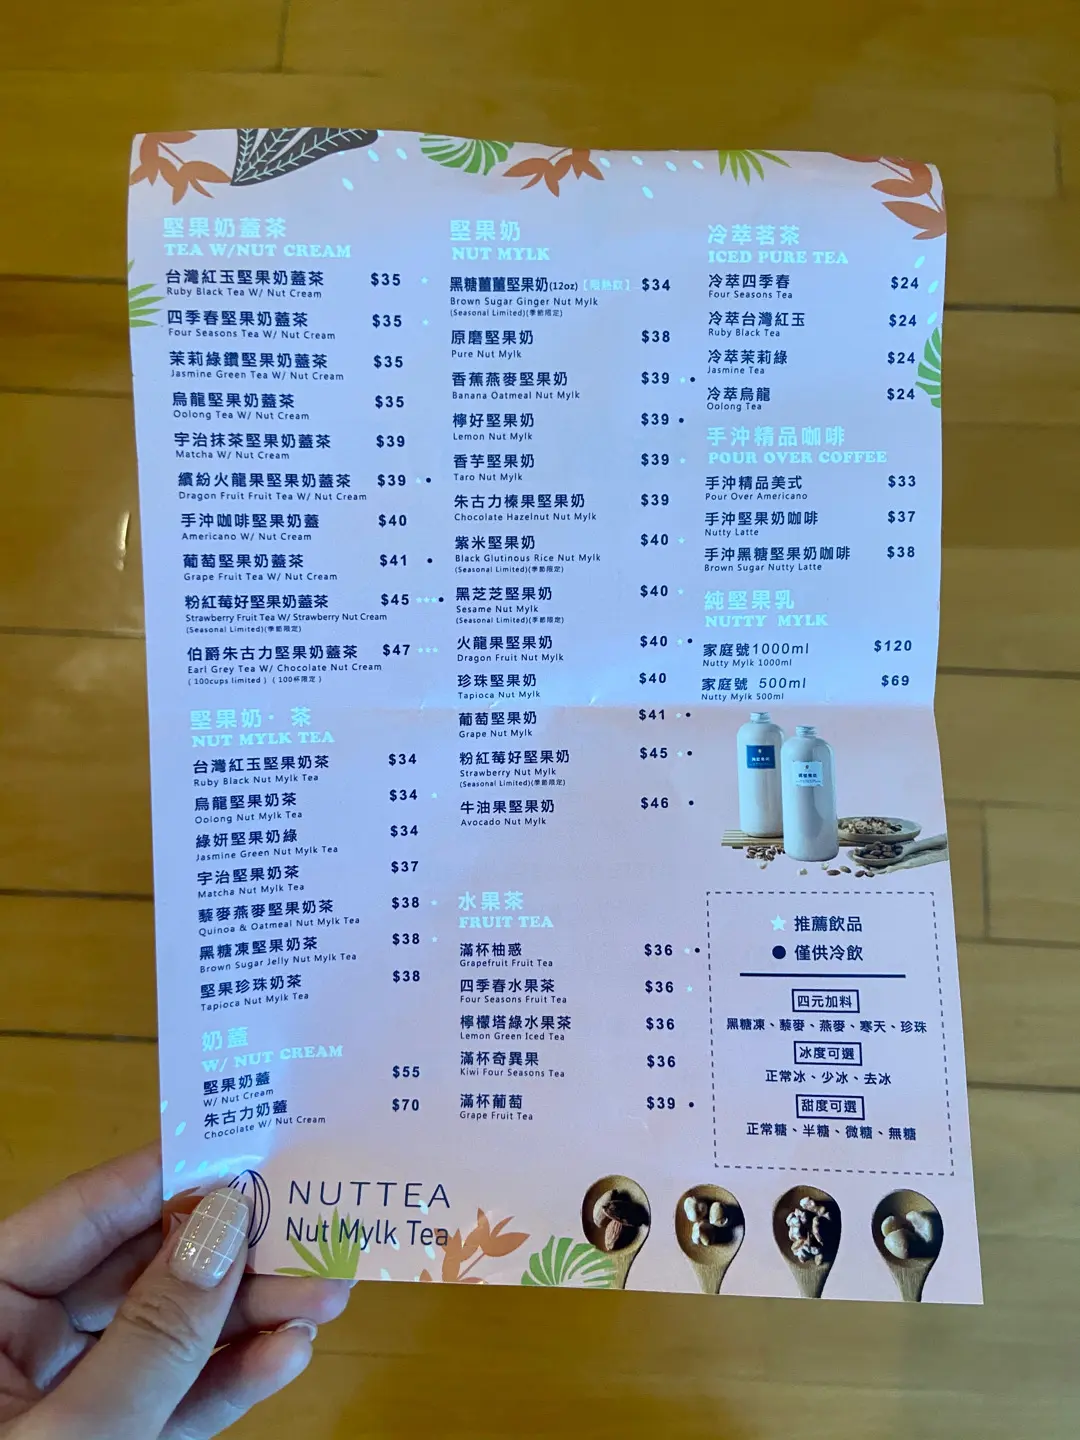 堅果奶蓋茶
TEA W/NUT CREAM
台灣紅玉堅果奶蓋茶 $35
Ruby Black Tea W/ Nut Cream
四季春堅果奶蓋茶 $35
Four Seasons Tea W/ Nut Cream
茉莉綠鑽堅果奶蓋茶 $35
Jasmine Green Tea W/ Nut Cream
烏龍堅果奶蓋茶 $35
Oolong Tea W/ Nut Cream
宇治抹茶堅果奶蓋茶 $39
Matcha W/ Nut Cream
繽紛火龍果堅果奶蓋茶 $39
Dragon Fruit Fruit Tea W/ Nut Cream
手沖咖啡堅果奶蓋 $40
Americano W/ Nut Cream
葡萄堅果奶蓋茶 $41
Grape Fruit Tea W/ Nut Cream
粉紅莓好堅果奶蓋茶 $45
Strawberry Fruit Tea W/ Strawberry Nut Cream
(Seasonal Limited)(季節限定)
伯爵朱古力堅果奶蓋茶 $47
Earl Grey Tea W/ Chocolate Nut Cream
(100cups limited) (100杯限定)
堅果奶·茶
NUT MYLK TEA
台灣紅玉堅果奶茶 $34
Ruby Black Nut Mylk Tea
烏龍堅果奶茶 $34
Oolong Nut Mylk Tea
綠妍堅果奶綠 $34
Jasmine Green Nut Mylk Tea
宇治堅果奶茶 $37
Matcha Nut Mylk Tea
藜麥燕麥堅果奶茶 $38
Quinoa & Oatmeal Nut Mylk Tea
黑糖凍堅果奶茶 $38
Brown Sugar Jelly Nut Mylk Tea
堅果珍珠奶茶 $38
Tapioca Nut Mylk Tea
奶蓋
W/ NUT CREAM
堅果奶蓋 $55
W/ Nut Cream
朱古力奶蓋 $70
Chocolate W/ Nut Cream
堅果奶
NUT MYLK
黑糖薑薑堅果奶(12oz)【限熱飲】 $34
Brown Sugar Ginger Nut Mylk
(Seasonal Limited)(季節限定)
原磨堅果奶 $38
Pure Nut Mylk
香蕉燕麥堅果奶 $39
Banana Oatmeal Nut Mylk
檸好堅果奶 $39
Lemon Nut Mylk
香芋堅果奶 $39
Taro Nut Mylk
朱古力榛果堅果奶 $39
Chocolate Hazelnut Nut Mylk
紫米堅果奶 $40
Black Glutinous Rice Nut Mylk
(Seasonal Limited)(季節限定)
黑芝芝堅果奶 $40
Sesame Nut Mylk
(Seasonal Limited)(季節限定)
火龍果堅果奶 $40
Dragon Fruit Nut Mylk
珍珠堅果奶 $40
Tapioca Nut Mylk
葡萄堅果奶 $41
Grape Nut Mylk
粉紅莓好堅果奶 $45
Strawberry Nut Mylk
(Seasonal Limited)(季節限定)
牛油果堅果奶 $46
Avocado Nut Mylk
水果茶
FRUIT TEA
滿杯柚惑 $36
Grapefruit Fruit Tea
四季春水果茶 $36
Four Seasons Fruit Tea
檸檬塔綠水果茶 $36
Lemon Green Iced Tea
滿杯奇異果 $36
Kiwi Four Seasons Tea
滿杯葡萄 $39
Grape Fruit Tea
冷萃茗茶
ICED PURE TEA
冷萃四季春 $24
Four Seasons Tea
冷萃台灣紅玉 $24
Ruby Black Tea
冷萃茉莉綠 $24
Jasmine Tea
冷萃烏龍 $24
Oolong Tea
手沖精品咖啡
POUR OVER COFFEE
手沖精品美式 $33
Pour Over Americano
手沖堅果奶咖啡 $37
Nutty Latte
手沖黑糖堅果奶咖啡 $38
Brown Sugar Nutty Latte
純堅果乳
NUTTY MYLK
家庭號1000ml $120
Nutty Mylk 1000ml
家庭號 500ml $69
Nutty Mylk 500ml
推薦飲品
僅供冷飲
四元加料
黑糖凍、藜麥、燕麥、寒天、珍珠
冰度可選
正常冰、少冰、去冰
甜度可選
正常糖、半糖、微糖、無糖
NUTTEA
Nut Mylk Tea